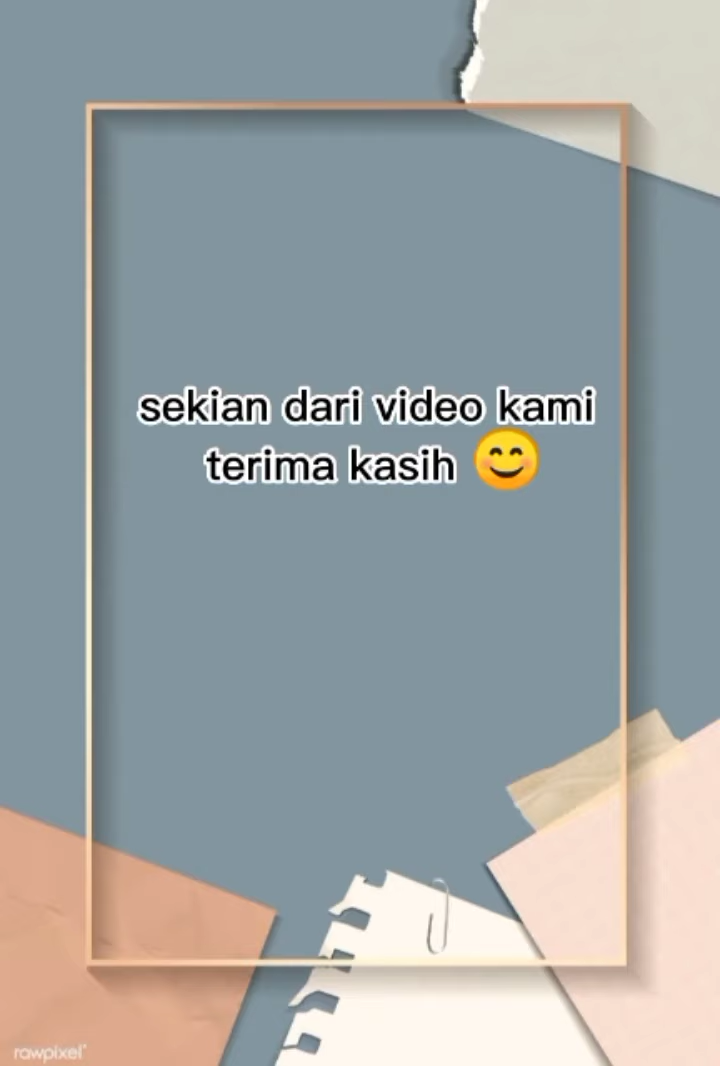 sekian dari video kami
terima kasih 😊
rawpixel